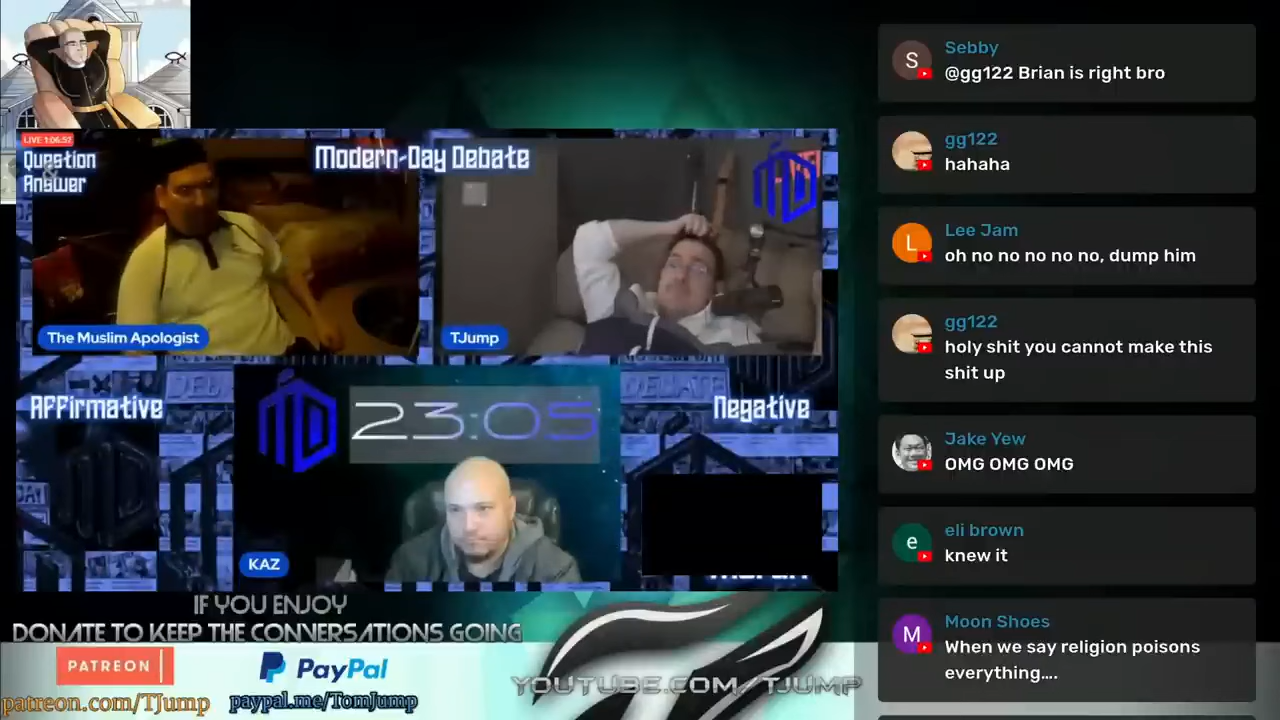 LIVE 1:06:52
Question
&
Answer
Modern-Day Debate
The Muslim Apologist
TJump
Affirmative
23:05
Negative
KAZ
IF YOU ENJOY
DONATE TO KEEP THE CONVERSATIONS GOING
PATREON
PayPal
patreon.com/TJump
paypal.me/TomJump
YOUTUBE.COM/TJUMP
S
Sebby
@gg122 Brian is right bro
gg122
hahaha
L
Lee Jam
oh no no no no no, dump him
gg122
holy shit you cannot make this
shit up
Jake Yew
OMG OMG OMG
e
eli brown
knew it
M
Moon Shoes
When we say religion poisons
everything....